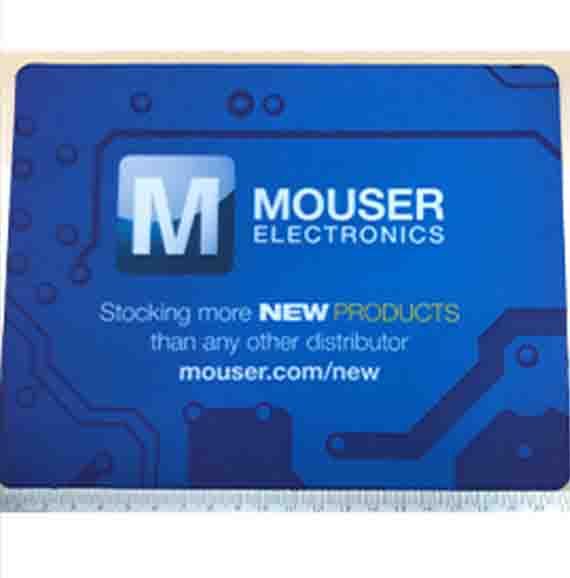 M
MOUSER
ELECTRONICS
Stocking more NEW PRODUCTS
than any other distributor
mouser.com/new